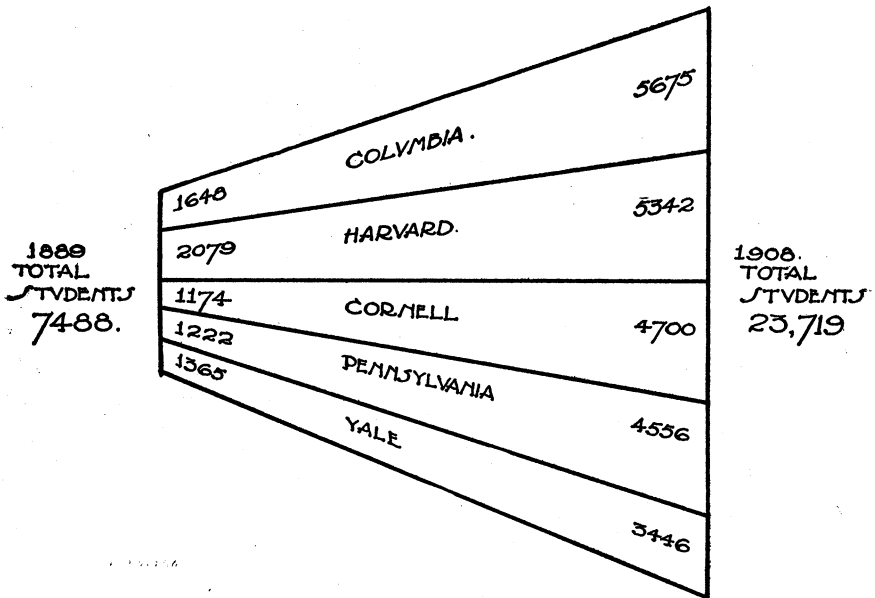 5675
COLVMBIA.
1648
5342
HARVARD.
2079
1889
TOTAL
STVDENTS
7488.
1908.
TOTAL
STVDENTS
23,719
1174
CORNELL
4700
1222
PENNSYLVANIA
4556
1365
YALE
3446